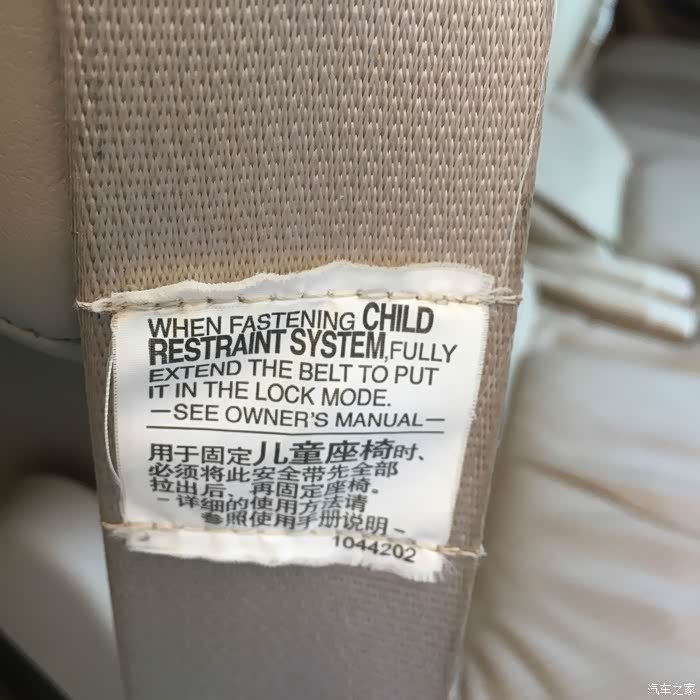 WHEN FASTENING CHILD
RESTRAINT SYSTEM,FULLY
EXTEND THE BELT TO PUT
IT IN THE LOCK MODE.
—SEE OWNER'S MANUAL—
用于固定儿童座椅时、
必须将此安全带先全部
拉出后、再固定座椅。
-详细的使用方法请
参照使用手册说明-
1044202
汽车之家